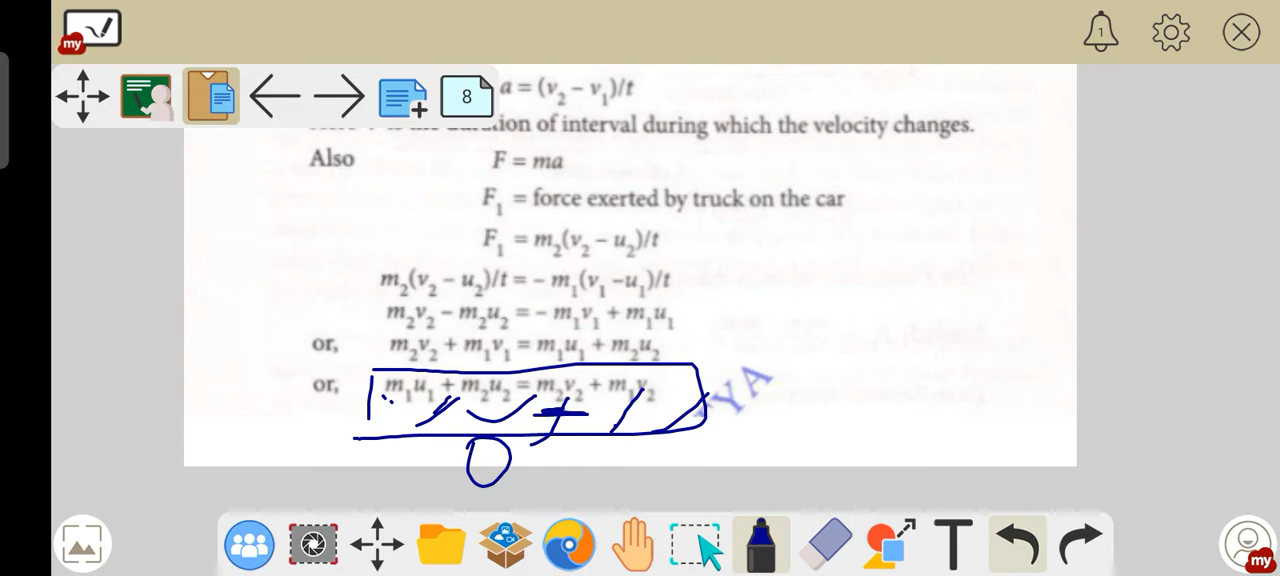 my
1
8
a = (v₂ – v₁)/t
ion of interval during which the velocity changes.
Also F = ma
F₁ = force exerted by truck on the car
F₁ = m₂(v₂ – u₂)/t
m₂(v₂ – u₂)/t = – m₁(v₁ –u₁)/t
m₂v₂ – m₂u₂ = – m₁v₁ + m₁u₁
or, m₂v₂ + m₁v₁ = m₁u₁ + m₂u₂
or, m₁u₁ + m₂u₂ = m₂v₂ + m₁v₂
YA
T
my